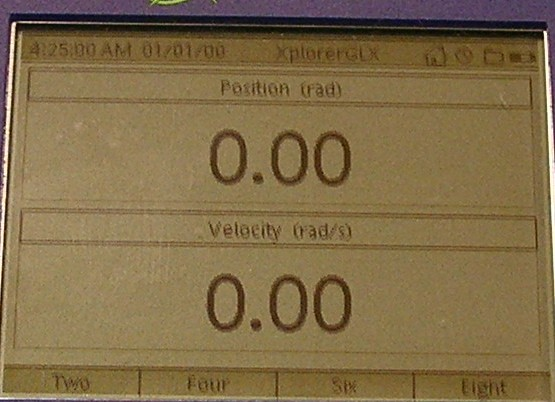 4:25:00 AM 01/01/00 XplorerGLX
Position (rad)
0.00
Velocity (rad/s)
0.00
Two Four Six Eight